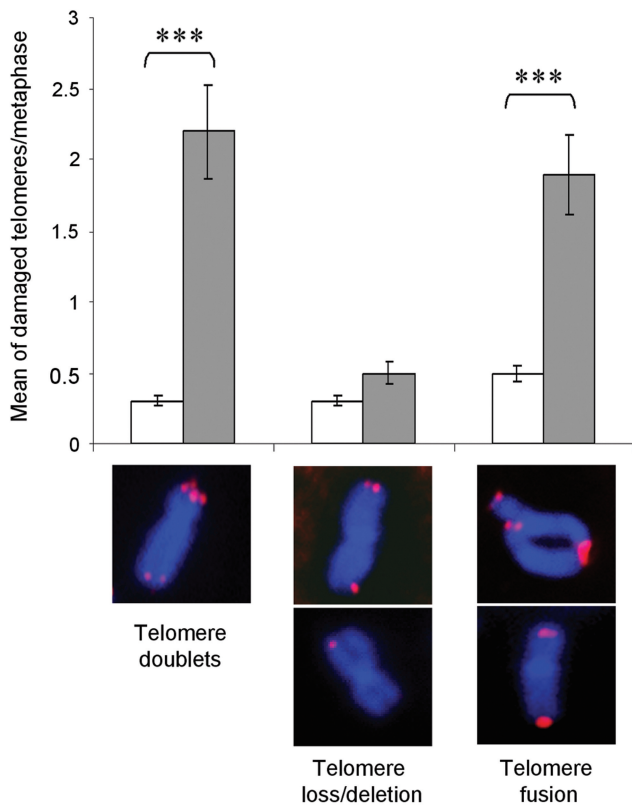 Mean of damaged telomeres/metaphase
3
2.5
2
1.5
1
0.5
0
***
***
Telomere
doublets
Telomere
loss/deletion
Telomere
fusion